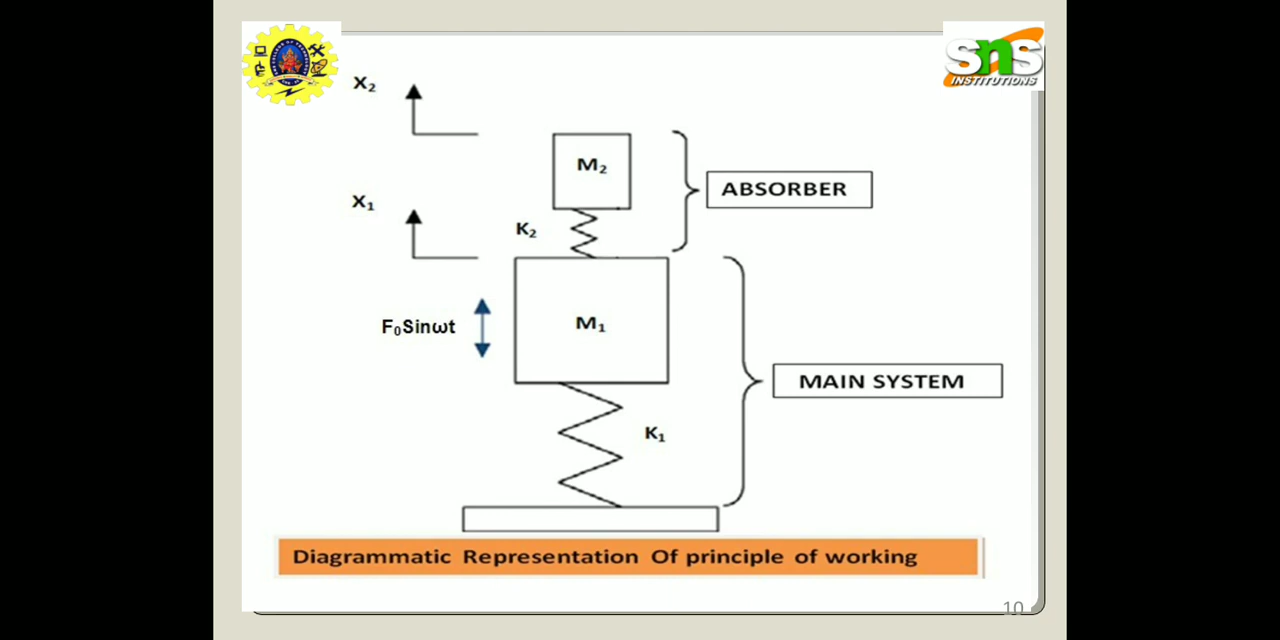 SNS
INSTITUTIONS
X₂
M₂
ABSORBER
X₁
K₂
F₀Sinωt
M₁
MAIN SYSTEM
K₁
Diagrammatic Representation Of principle of working
10